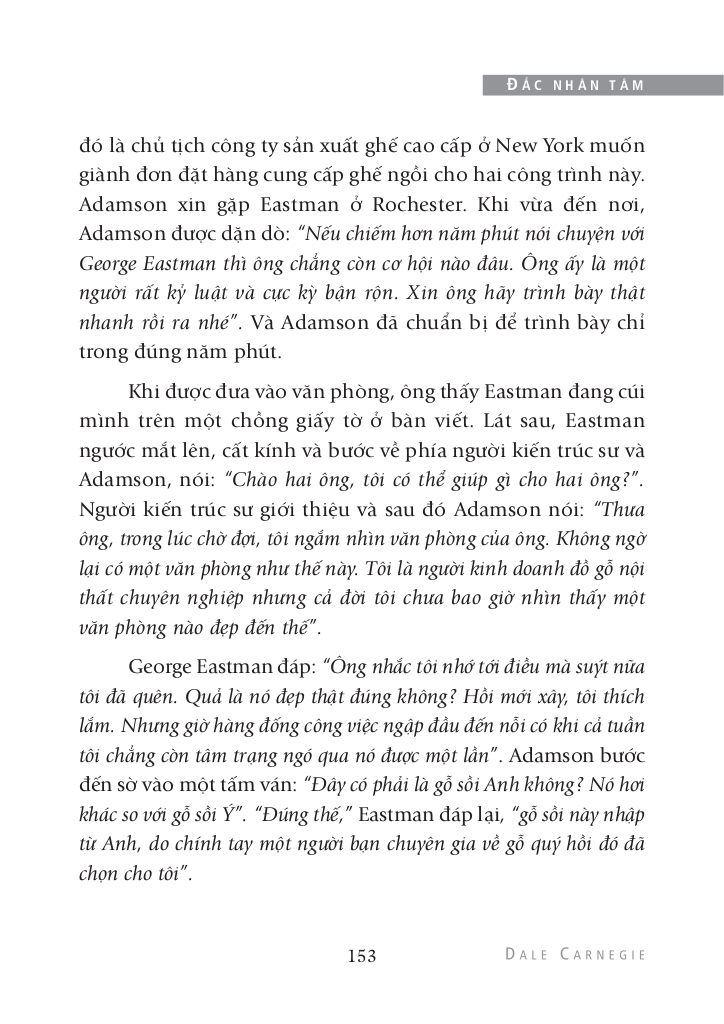 ĐẮC NHÂN TÂM
đó là chủ tịch công ty sản xuất ghế cao cấp ở New York muốn
giành đơn đặt hàng cung cấp ghế ngồi cho hai công trình này.
Adamson xin gặp Eastman ở Rochester. Khi vừa đến nơi,
Adamson được dặn dò: “Nếu chiếm hơn năm phút nói chuyện với
George Eastman thì ông chẳng còn cơ hội nào đâu. Ông ấy là một
người rất kỷ luật và cực kỳ bận rộn. Xin ông hãy trình bày thật
nhanh rồi ra nhé”. Và Adamson đã chuẩn bị để trình bày chỉ
trong đúng năm phút.
Khi được đưa vào văn phòng, ông thấy Eastman đang cúi
mình trên một chồng giấy tờ ở bàn viết. Lát sau, Eastman
ngước mắt lên, cất kính và bước về phía người kiến trúc sư và
Adamson, nói: “Chào hai ông, tôi có thể giúp gì cho hai ông?”.
Người kiến trúc sư giới thiệu và sau đó Adamson nói: “Thưa
ông, trong lúc chờ đợi, tôi ngắm nhìn văn phòng của ông. Không ngờ
lại có một văn phòng như thế này. Tôi là người kinh doanh đồ gỗ nội
thất chuyên nghiệp nhưng cả đời tôi chưa bao giờ nhìn thấy một
văn phòng nào đẹp đến thế”.
George Eastman đáp: “Ông nhắc tôi nhớ tới điều mà suýt nữa
tôi đã quên. Quả là nó đẹp thật đúng không? Hồi mới xây, tôi thích
lắm. Nhưng giờ hàng đống công việc ngập đầu đến nỗi có khi cả tuần
tôi chẳng còn tâm trạng ngó qua nó được một lần”. Adamson bước
đến sờ vào một tấm ván: “Đây có phải là gỗ sồi Anh không? Nó hơi
khác so với gỗ sồi Ý”. “Đúng thế,” Eastman đáp lại, “gỗ sồi này nhập
từ Anh, do chính tay một người bạn chuyên gia về gỗ quý hồi đó đã
chọn cho tôi”.
153
DALE CARNEGIE